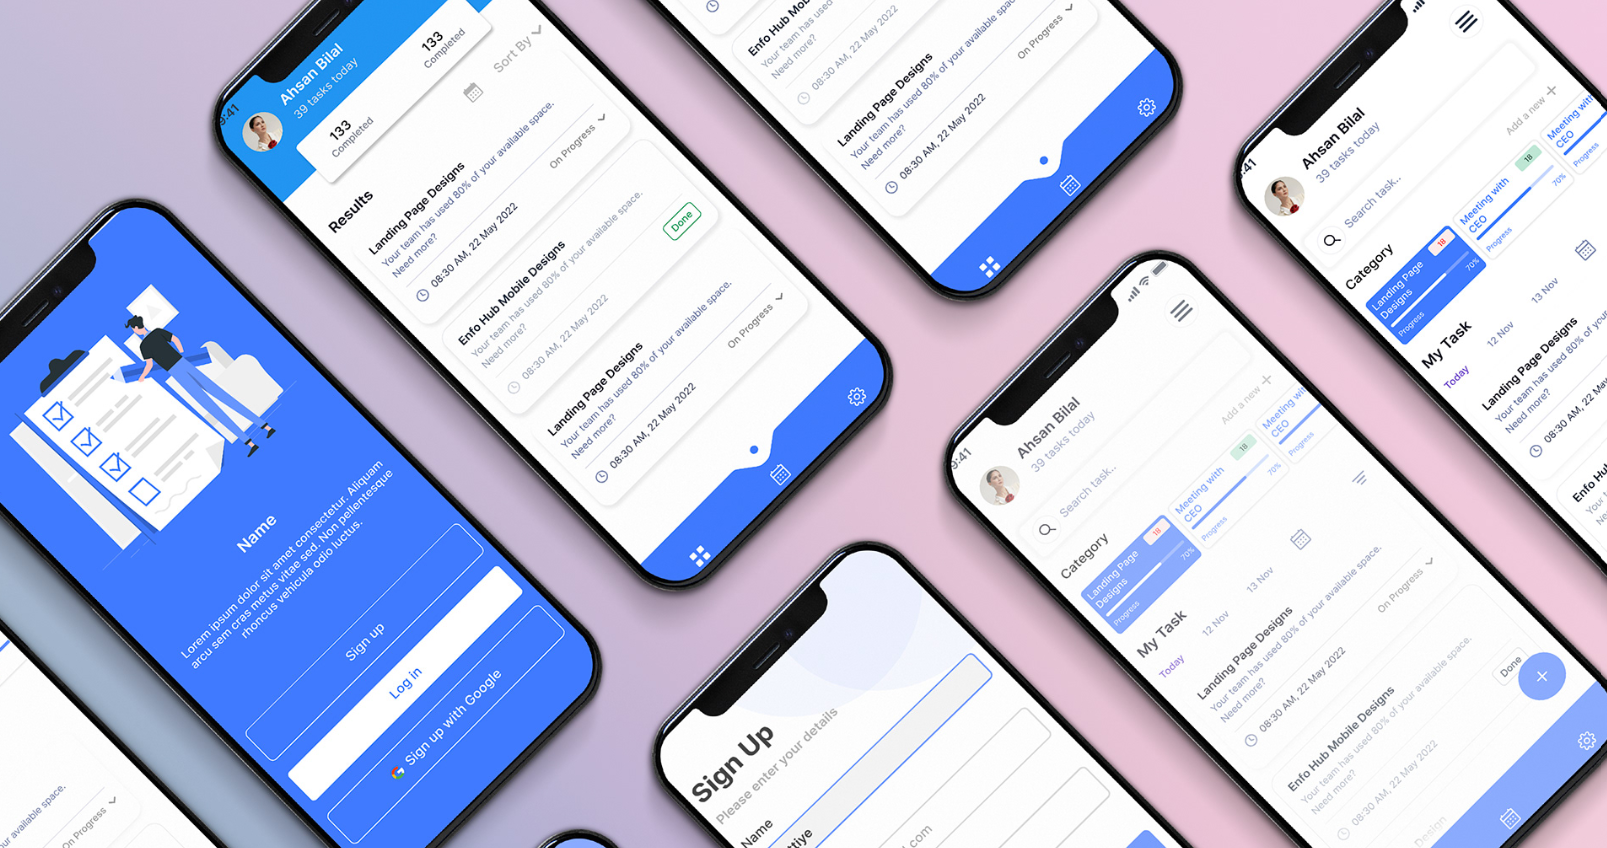 9:41
Ahsan Bilal
39 tasks today
133
Completed
133
Completed
Sort By
Results
Landing Page Designs
Your team has used 80% of your available space.
Need more?
08:30 AM, 22 May 2022
On Progress
Enfo Hub Mobile Designs
Your team has used 80% of your available space.
Need more?
08:30 AM, 22 May 2022
Done
Landing Page Designs
Your team has used 80% of your available space.
Need more?
08:30 AM, 22 May 2022
On Progress
Enfo Hub Mob
Your team has used
Need more?
08:30 AM, 22 May 2022
Landing Page Designs
Your team has used 80% of your available space.
Need more?
08:30 AM, 22 May 2022
On Progress
:41
Ahsan Bilal
39 tasks today
Search task..
Category
Add a new
Landing Page
Designs
18
Progress
70%
Meeting with
CEO
18
Progress
70%
Meeting with
CEO
Progress
My Task
Today
12 Nov
13 Nov
Landing Page Designs
Your team has used 80% of your
Need more?
08:30 AM, 22 Ma
Enfo Hub
Your t
Name
Lorem ipsum dolor sit amet consectetur. Aliquam
arcu sem cras metus vitae sed. Non pellentesque
rhoncus vehicula odio luctus.
Sign up
Log in
Sign up with Google
ur available space.
On Progress
Sign Up
Please enter your details
Name
ttiye
.com
9:41
Ahsan Bilal
39 tasks today
Search task..
Category
Add a new
Landing Page
Designs
18
Progress
70%
Meeting with
CEO
18
Progress
70%
Meeting with
CEO
Progress
My Task
Today
12 Nov
13 Nov
Landing Page Designs
Your team has used 80% of your available space.
Need more?
08:30 AM, 22 May 2022
On Progress
Enfo Hub Mobile Designs
Your team has used 80% of your available space.
Need more?
08:30 AM, 22 May 2022
Done
Design